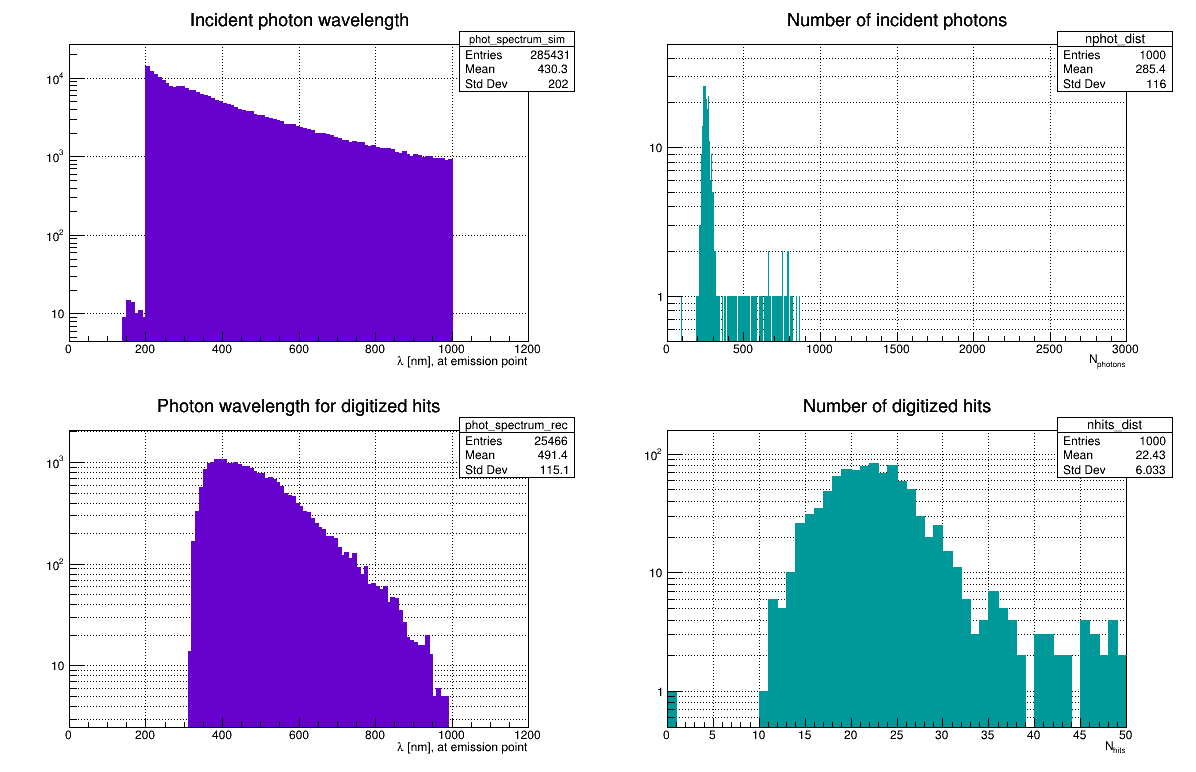 Incident photon wavelength
phot_spectrum_sim
Entries 285431
Mean 430.3
Std Dev 202
10^4
10^3
10^2
10
0 200 400 600 800 1000 1200
λ [nm], at emission point
Number of incident photons
nphot_dist
Entries 1000
Mean 285.4
Std Dev 116
10
1
0 500 1000 1500 2000 2500 3000
N_photons
Photon wavelength for digitized hits
phot_spectrum_rec
Entries 25466
Mean 491.4
Std Dev 115.1
10^3
10^2
10
0 200 400 600 800 1000 1200
λ [nm], at emission point
Number of digitized hits
nhits_dist
Entries 1000
Mean 22.43
Std Dev 6.033
10^2
10
1
0 5 10 15 20 25 30 35 40 45 50
N_hits